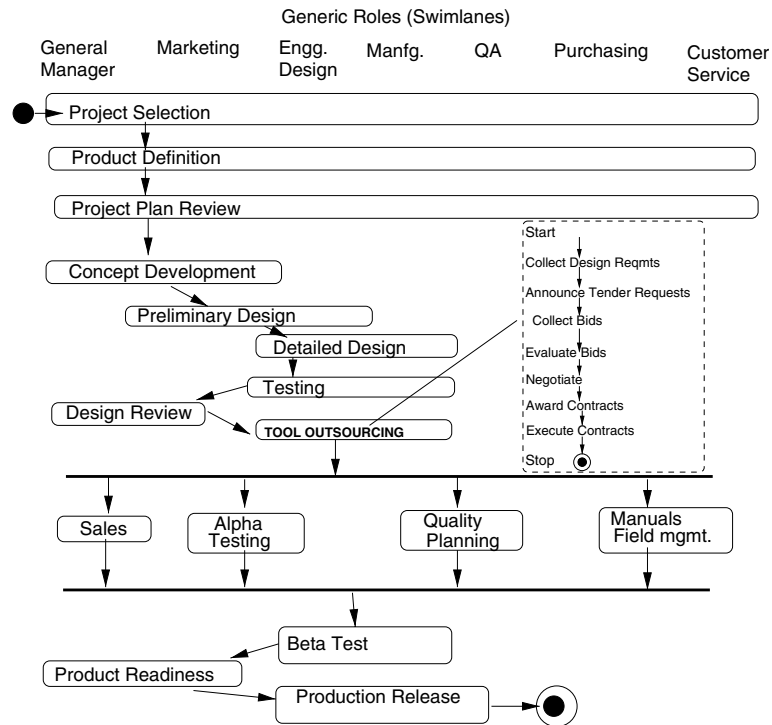 Generic Roles (Swimlanes)
General Manager
Marketing
Engg. Design
Manfg.
QA
Purchasing
Customer Service
Project Selection
Product Definition
Project Plan Review
Concept Development
Preliminary Design
Detailed Design
Testing
Design Review
TOOL OUTSOURCING
Start
Collect Design Reqmts
Announce Tender Requests
Collect Bids
Evaluate Bids
Negotiate
Award Contracts
Execute Contracts
Stop
Sales
Alpha
Testing
Quality
Planning
Manuals
Field mgmt.
Beta Test
Product Readiness
Production Release